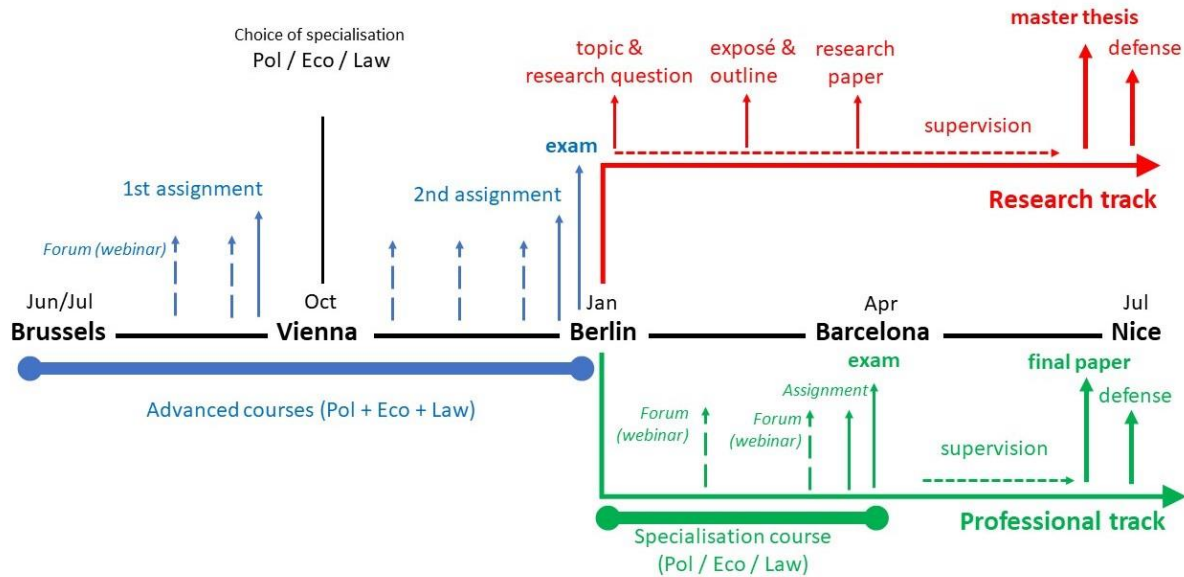 Choice of specialisation
Pol / Eco / Law
master thesis
defense
topic &
research question
exposé &
outline
research
paper
supervision
exam
1st assignment
2nd assignment
Forum (webinar)
Research track
Jun/Jul
Brussels
Oct
Vienna
Jan
Berlin
Apr
Barcelona
Jul
Nice
Advanced courses (Pol + Eco + Law)
exam
final paper
defense
Assignment
Forum
(webinar)
Forum
(webinar)
supervision
Professional track
Specialisation course
(Pol / Eco / Law)